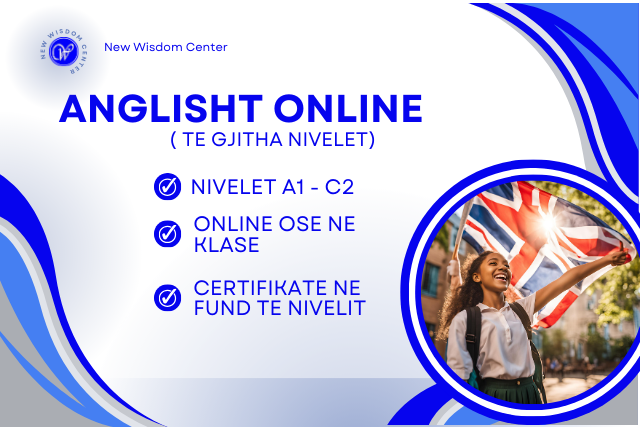 NEW WISDOM CENTER
New Wisdom Center
ANGLISHT ONLINE
( TE GJITHA NIVELET)
NIVELET A1 - C2
ONLINE OSE NE
KLASE
CERTIFIKATE NE
FUND TE NIVELIT